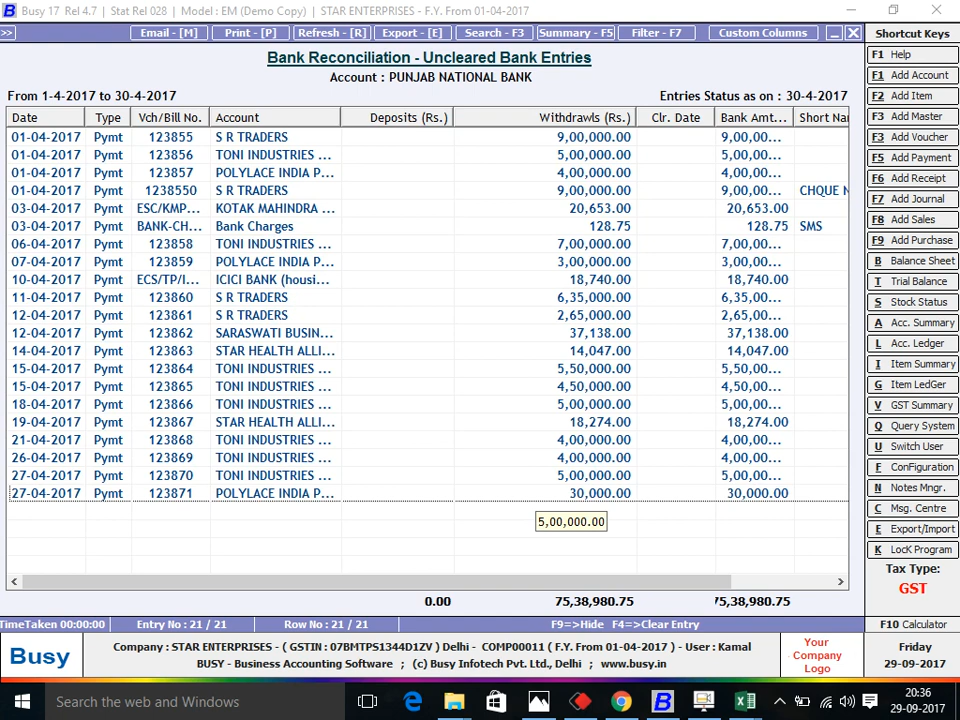 Busy 17 Rel 4.7 | Stat Rel 028 | Model : EM (Demo Copy) | STAR ENTERPRISES - F.Y. From 01-04-2017
>> Email - [M] Print - [P] Refresh - [R] Export - [E] Search - F3 Summary - F5 Filter - F7 Custom Columns
Bank Reconciliation - Uncleared Bank Entries
Account : PUNJAB NATIONAL BANK
From 1-4-2017 to 30-4-2017 Entries Status as on : 30-4-2017
Date Type Vch/Bill No. Account Deposits (Rs.) Withdrawls (Rs.) Clr. Date Bank Amt... Short Nar
01-04-2017 Pymt 123855 S R TRADERS 9,00,000.00 9,00,00...
01-04-2017 Pymt 123856 TONI INDUSTRIES ... 5,00,000.00 5,00,00...
01-04-2017 Pymt 123857 POLYLACE INDIA P... 4,00,000.00 4,00,00...
01-04-2017 Pymt 1238550 S R TRADERS 9,00,000.00 9,00,00... CHQUE N
03-04-2017 Pymt ESC/KMP... KOTAK MAHINDRA ... 20,653.00 20,653.00
03-04-2017 Pymt BANK-CH... Bank Charges 128.75 128.75 SMS
06-04-2017 Pymt 123858 TONI INDUSTRIES ... 7,00,000.00 7,00,00...
07-04-2017 Pymt 123859 POLYLACE INDIA P... 3,00,000.00 3,00,00...
10-04-2017 Pymt ECS/TP/I... ICICI BANK (housi... 18,740.00 18,740.00
11-04-2017 Pymt 123860 S R TRADERS 6,35,000.00 6,35,00...
12-04-2017 Pymt 123861 S R TRADERS 2,65,000.00 2,65,00...
12-04-2017 Pymt 123862 SARASWATI BUSIN... 37,138.00 37,138.00
14-04-2017 Pymt 123863 STAR HEALTH ALLI... 14,047.00 14,047.00
15-04-2017 Pymt 123864 TONI INDUSTRIES ... 5,50,000.00 5,50,00...
15-04-2017 Pymt 123865 TONI INDUSTRIES ... 4,50,000.00 4,50,00...
18-04-2017 Pymt 123866 TONI INDUSTRIES ... 5,00,000.00 5,00,00...
19-04-2017 Pymt 123867 STAR HEALTH ALLI... 18,274.00 18,274.00
21-04-2017 Pymt 123868 TONI INDUSTRIES ... 4,00,000.00 4,00,00...
26-04-2017 Pymt 123869 TONI INDUSTRIES ... 4,00,000.00 4,00,00...
27-04-2017 Pymt 123870 TONI INDUSTRIES ... 5,00,000.00 5,00,00...
27-04-2017 Pymt 123871 POLYLACE INDIA P... 30,000.00 30,000.00
5,00,000.00
0.00 75,38,980.75 75,38,980.75
TimeTaken 00:00:00 Entry No : 21 / 21 Row No : 21 / 21 F9=>Hide F4=>Clear Entry
Busy
Company : STAR ENTERPRISES - ( GSTIN : 07BMTPS1344D1ZV ) Delhi - COMP00011 ( F.Y. 2017-18 ) - User : Kamal
BUSY - Business Accounting Software ; (c) Busy Infotech Pvt. Ltd., Delhi ; www.busy.in
Your
Company
Logo
Shortcut Keys
F1 Help
F1 Add Account
F2 Add Item
F3 Add Master
F3 Add Voucher
F5 Add Payment
F6 Add Receipt
F7 Add Journal
F8 Add Sales
F9 Add Purchase
B Balance Sheet
T Trial Balance
S Stock Status
A Acc. Summary
L Acc. Ledger
I Item Summary
G Item LedGer
V GST Summary
Q Query System
U Switch User
F Configuration
N Notes Mngr.
C Msg. Centre
E Export/Import
K LocK Program
Tax Type:
GST
F10 Calculator
Friday
29-09-2017
Search the web and Windows
20:36
29-09-2017